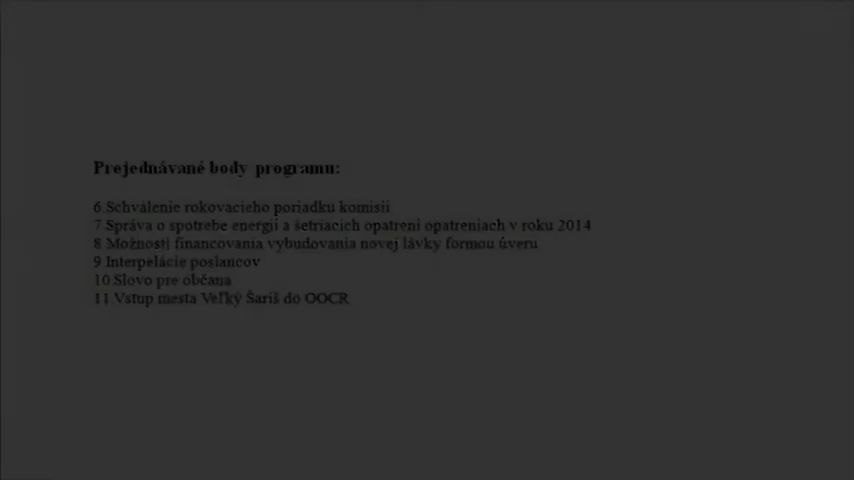 Prejednávané body programu:
6.Schválenie rokovacieho poriadku komisií
7 Správa o spotrebe energií a šetriacich opatrení opatreniach v roku 2014
8 Možnosti financovania vybudovania novej lávky formou úveru
9 Interpelácie poslancov
10 Slovo pre občana
11 Vstup mesta Veľký Šariš do OOCR